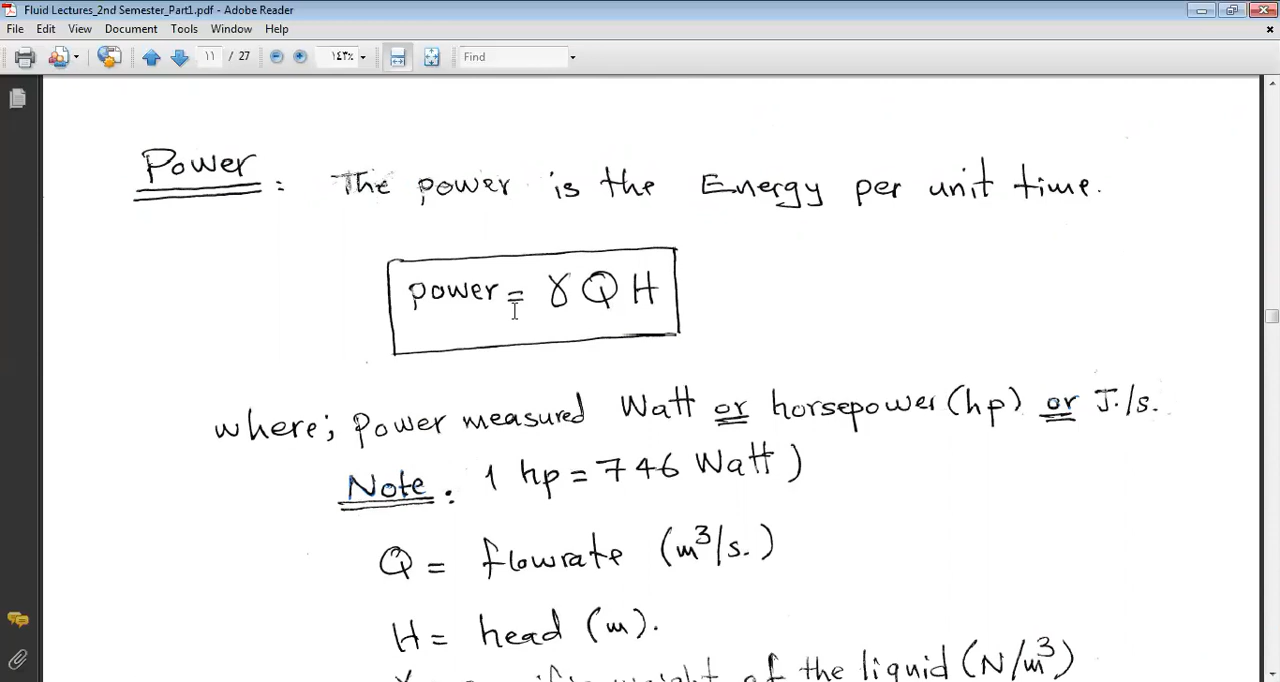 Fluid Lectures_2nd Semester_Part1.pdf - Adobe Reader
File Edit View Document Tools Window Help
11 / 27 ١٤٣% Find
Power : The power is the Energy per unit time.
power = γ Q H
where; power measured Watt or horsepower (hp) or J./s.
Note : 1 hp = 746 Watt )
Q = flowrate (m³/s.)
H = head (m).
of the liquid (N/m³)